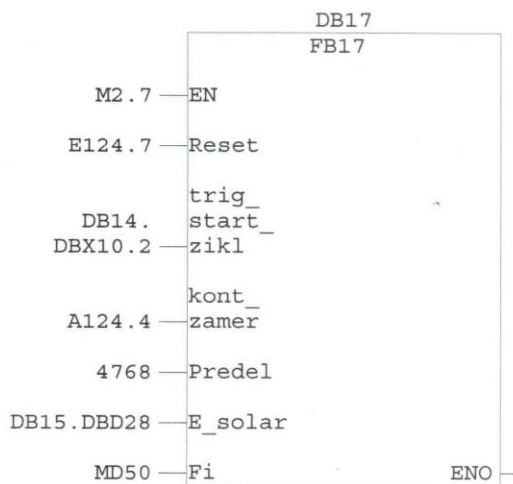 DB17
FB17
M2.7 EN
E124.7 Reset
trig_
DB14. start_
DBX10.2 zikl
kont_
A124.4 zamer
4768 Predel
DB15.DBD28 E_solar
MD50 Fi ENO